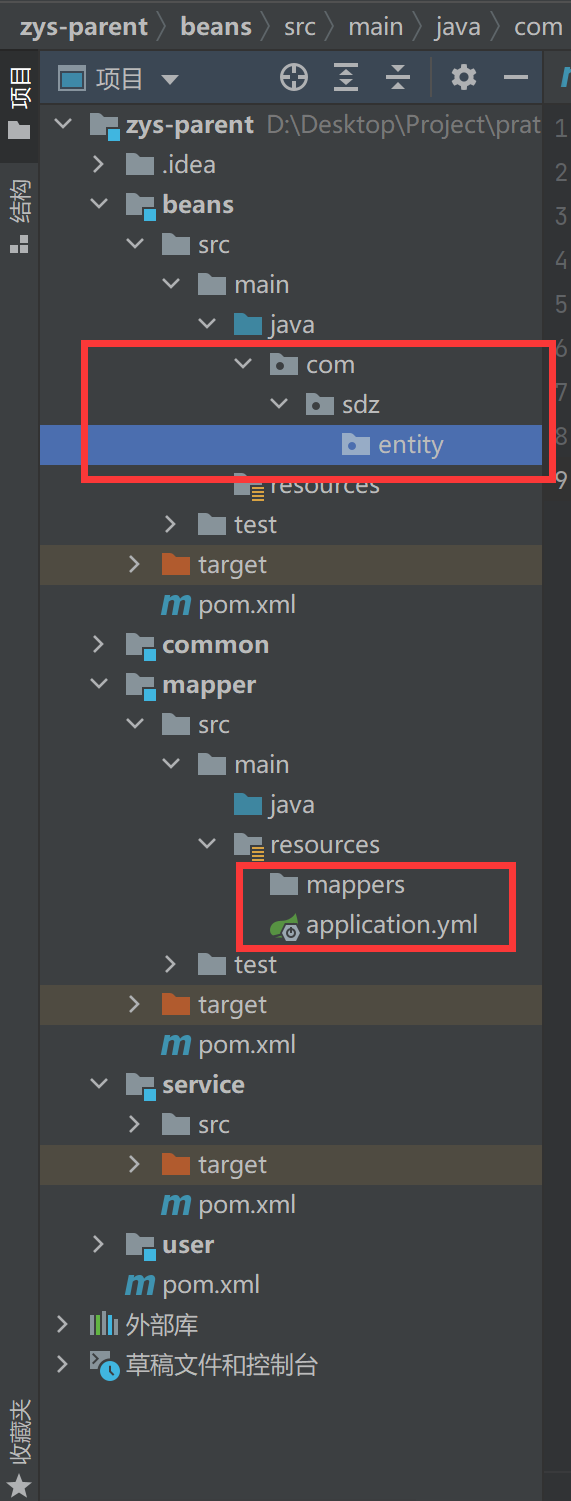 zys-parent beans src main java com
项目
项目
结构
收藏夹
zys-parent D:\Desktop\Project\prat
.idea
beans
src
main
java
com
sdz
entity
resources
test
target
pom.xml
common
mapper
src
main
java
resources
mappers
application.yml
test
target
pom.xml
service
src
target
pom.xml
user
pom.xml
外部库
草稿文件和控制台
1
2
3
4
5
6
7
8
9